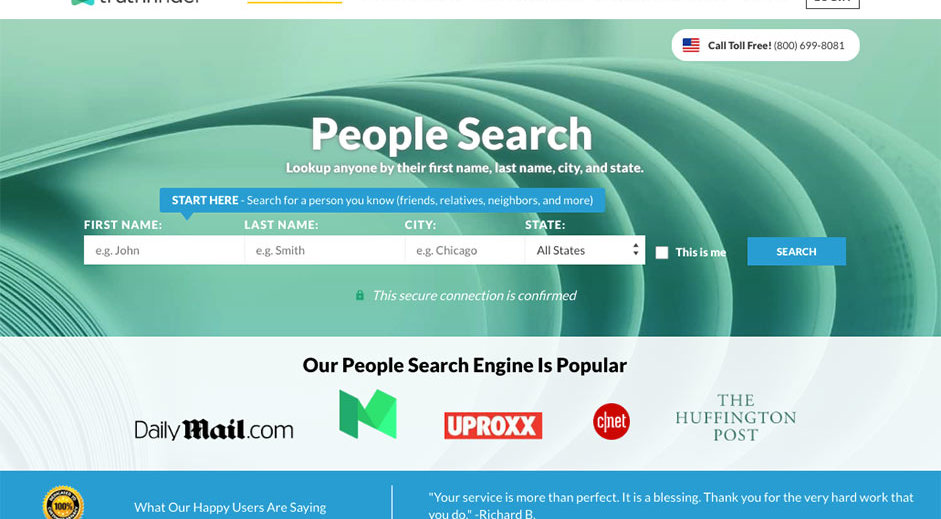 truthfinder
LOGIN
Call Toll Free! (800) 699-8081
People Search
Lookup anyone by their first name, last name, city, and state.
START HERE - Search for a person you know (friends, relatives, neighbors, and more)
FIRST NAME: LAST NAME: CITY: STATE:
e.g. John e.g. Smith e.g. Chicago All States This is me SEARCH
This secure connection is confirmed
Our People Search Engine Is Popular
DailyMail.com
UPROXX
c|net
THE
HUFFINGTON
POST
100%
What Our Happy Users Are Saying
"Your service is more than perfect. It is a blessing. Thank you for the very hard work that
you do." -Richard B.